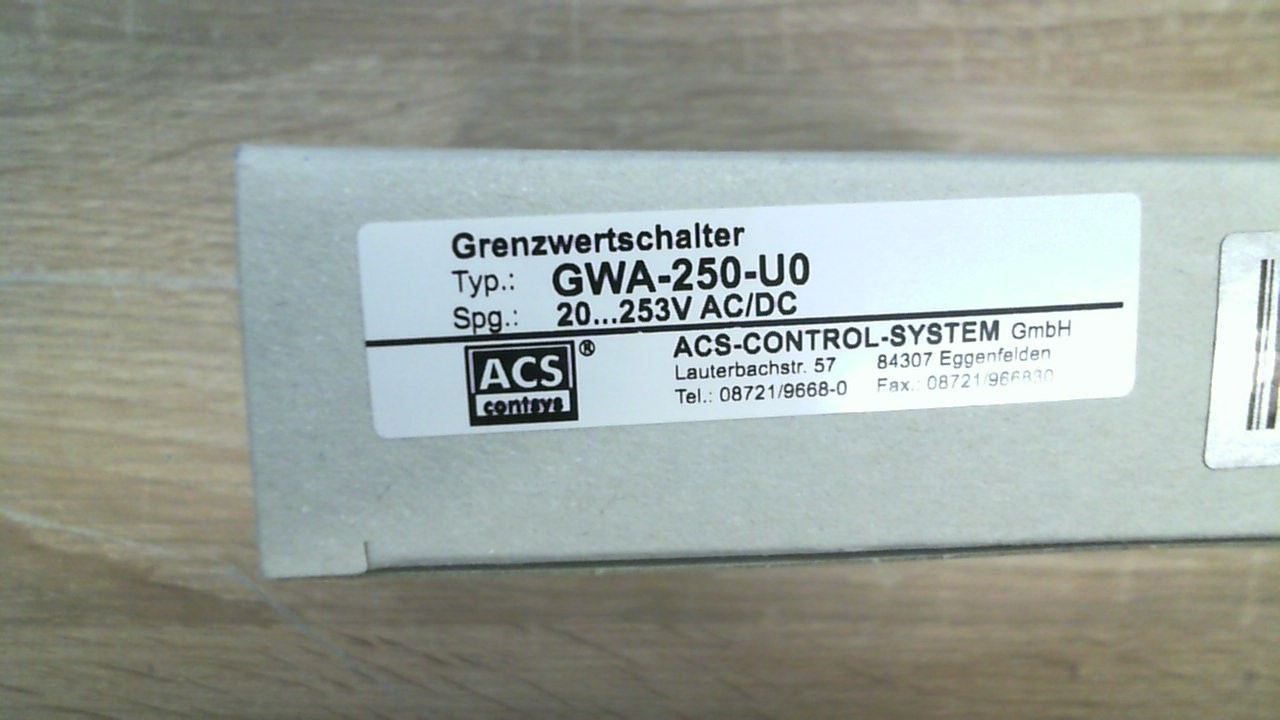 Grenzwertschalter
Typ.: GWA-250-U0
Spg.: 20...253V AC/DC
ACS®
contsys
ACS-CONTROL-SYSTEM GmbH
Lauterbachstr. 57 84307 Eggenfelden
Tel.: 08721/9668-0 Fax.: 08721/966830